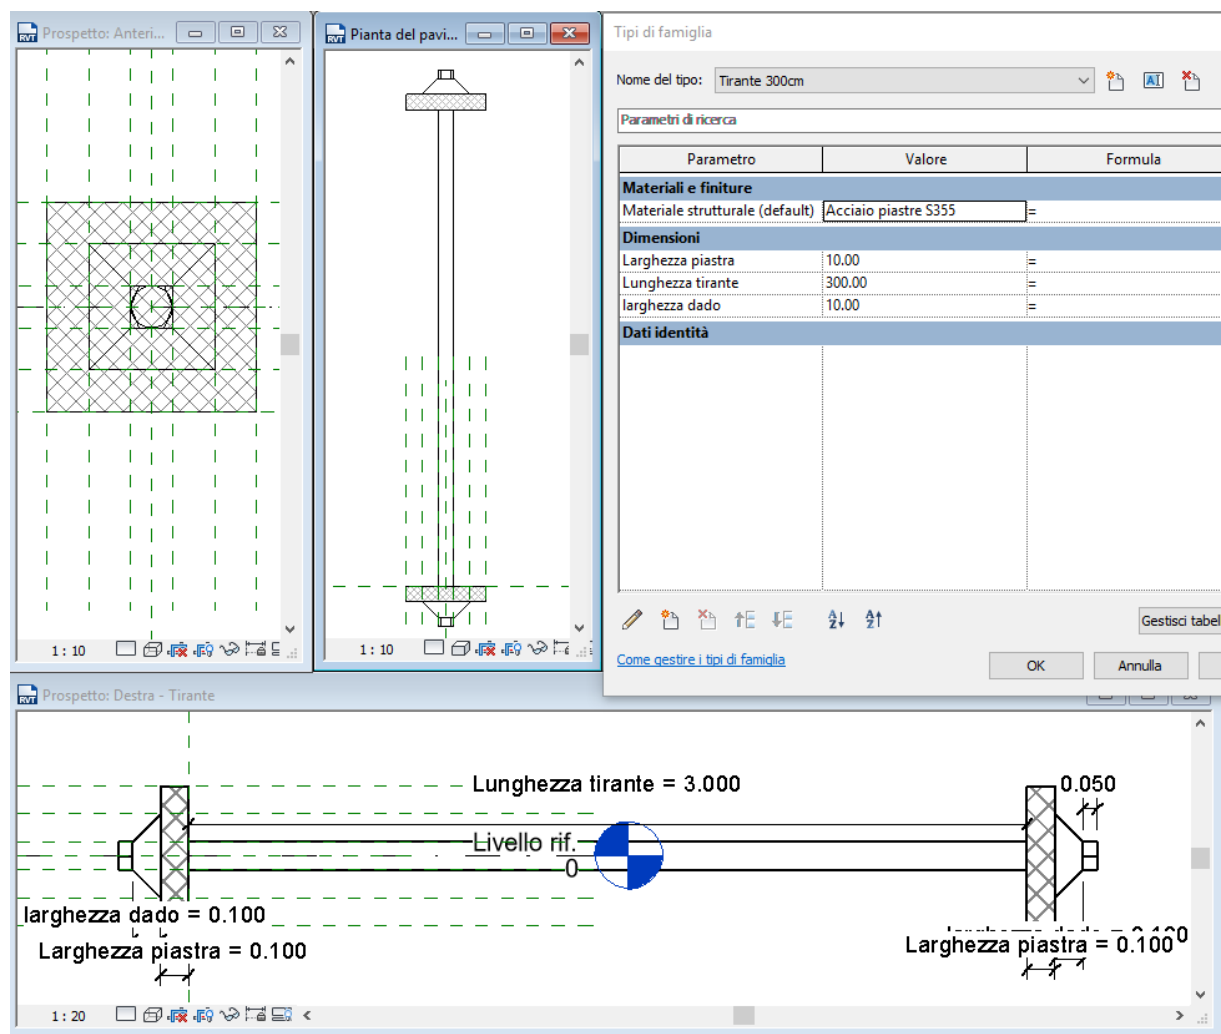 Prospetto: Anteri...
1 : 10
Pianta del pavi...
1 : 10
Tipi di famiglia
Nome del tipo:
Tirante 300cm
Parametri di ricerca
Parametro
Valore
Formula
Materiali e finiture
Materiale strutturale (default)
Acciaio piastre S355
=
Dimensioni
Larghezza piastra
10.00
=
Lunghezza tirante
300.00
=
larghezza dado
10.00
=
Dati identità
Gestisci tabell
Come gestire i tipi di famiglia
OK
Annulla
Prospetto: Destra - Tirante
Lunghezza tirante = 3.000
0.050
Livello rif.
0
larghezza dado = 0.100
Larghezza piastra = 0.100
Larghezza piastra = 0.100
1 : 20